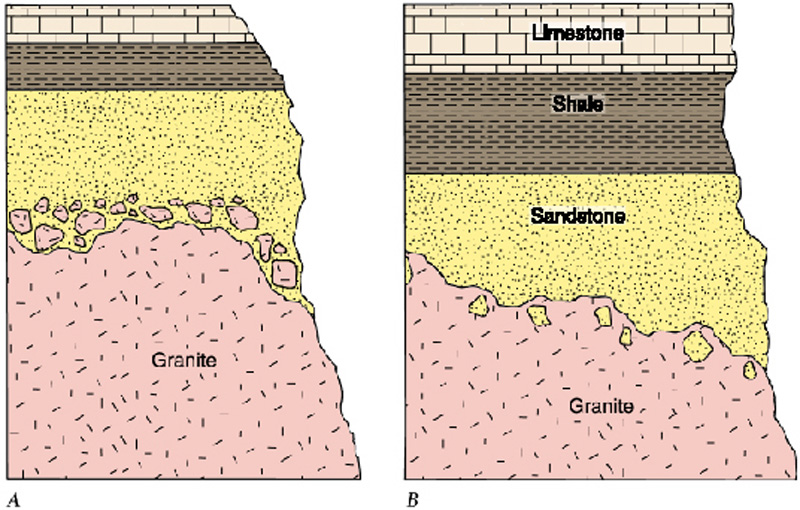 Limestone
Shale
Sandstone
Granite
Granite
A
B